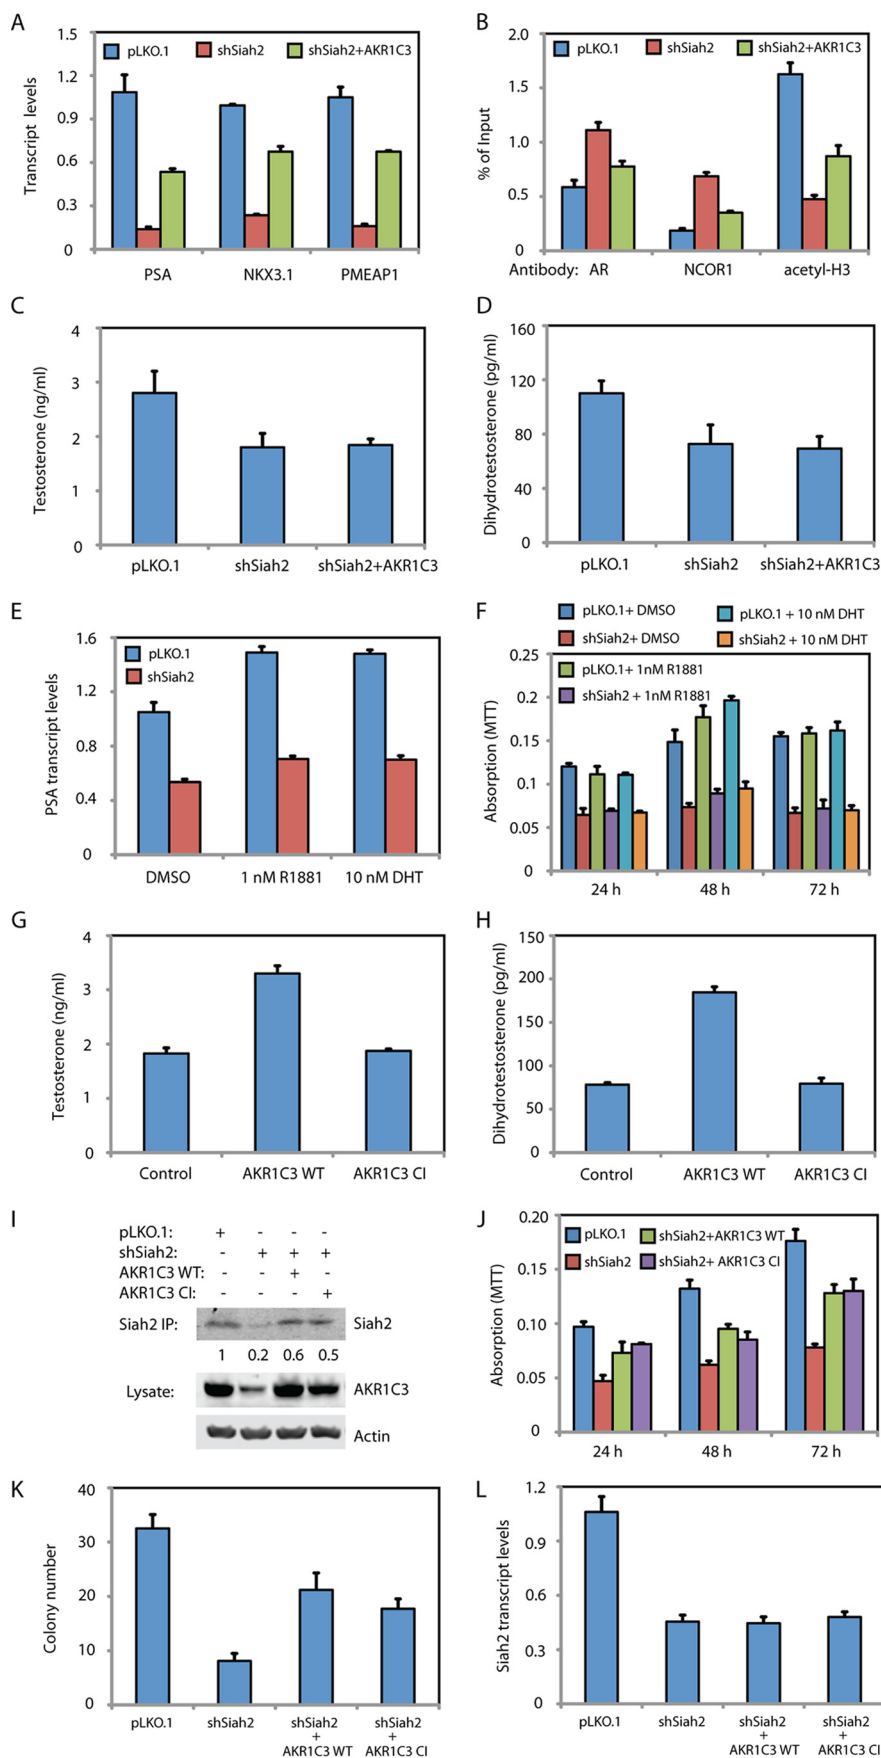 A
Transcript levels
1.5
1.2
0.9
0.6
0.3
0
pLKO.1 shSiah2 shSiah2+AKR1C3
PSA NKX3.1 PMEAP1
B
% of Input
2.0
1.5
1.0
0.5
0
pLKO.1 shSiah2 shSiah2+AKR1C3
Antibody: AR NCOR1 acetyl-H3
C
Testosterone (ng/ml)
4
3
2
1
0
pLKO.1 shSiah2 shSiah2+AKR1C3
D
Dihydrotestosterone (pg/ml)
160
120
80
40
0
pLKO.1 shSiah2 shSiah2+AKR1C3
E
PSA transcript levels
1.6
1.2
0.8
0.4
0
pLKO.1
shSiah2
DMSO 1 nM R1881 10 nM DHT
F
pLKO.1+ DMSO pLKO.1 + 10 nM DHT
shSiah2+ DMSO shSiah2 + 10 nM DHT
pLKO.1+ 1nM R1881
shSiah2 + 1nM R1881
Absorption (MTT)
0.25
0.2
0.15
0.1
0.05
0
24 h 48 h 72 h
G
Testosterone (ng/ml)
4
3
2
1
0
Control AKR1C3 WT AKR1C3 CI
H
Dihydrotestosterone (pg/ml)
150
200
150
100
50
0
Control AKR1C3 WT AKR1C3 CI
I
pLKO.1: + - - -
shSiah2: - + + +
AKR1C3 WT: - - + -
AKR1C3 CI: - - - +
Siah2 IP: Siah2
1 0.2 0.6 0.5
Lysate: AKR1C3
Actin
J
Absorption (MTT)
0.20
0.15
0.10
0.05
0
pLKO.1 shSiah2+AKR1C3 WT
shSiah2 shSiah2+ AKR1C3 CI
24 h 48 h 72 h
K
Colony number
40
30
20
10
0
pLKO.1 shSiah2 shSiah2 shSiah2
+ +
AKR1C3 WT AKR1C3 CI
L
Siah2 transcript levels
1.2
0.9
0.6
0.3
0
pLKO.1 shSiah2 shSiah2 shSiah2
+ +
AKR1C3 WT AKR1C3 CI